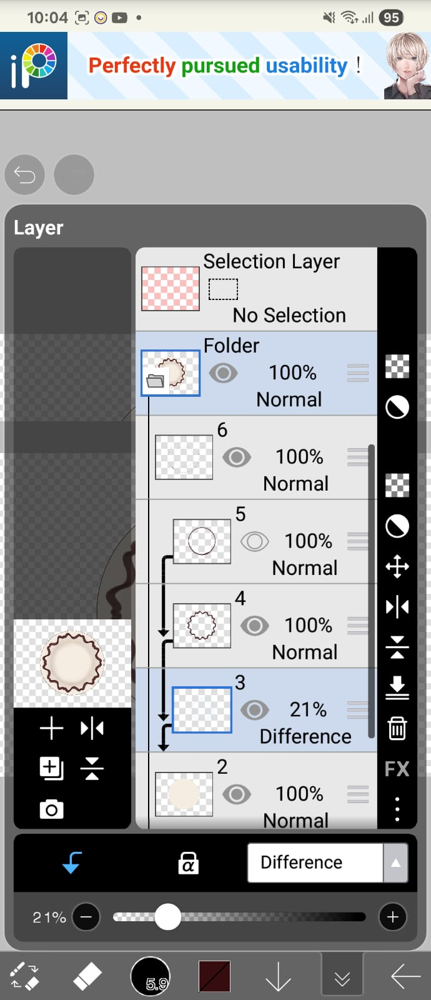 10:04
95
iP
Perfectly pursued usability !
Layer
Selection Layer
No Selection
Folder
100%
Normal
6
100%
Normal
5
100%
Normal
4
100%
Normal
3
21%
Difference
2
100%
Normal
FX
α
Difference
21%
5.9